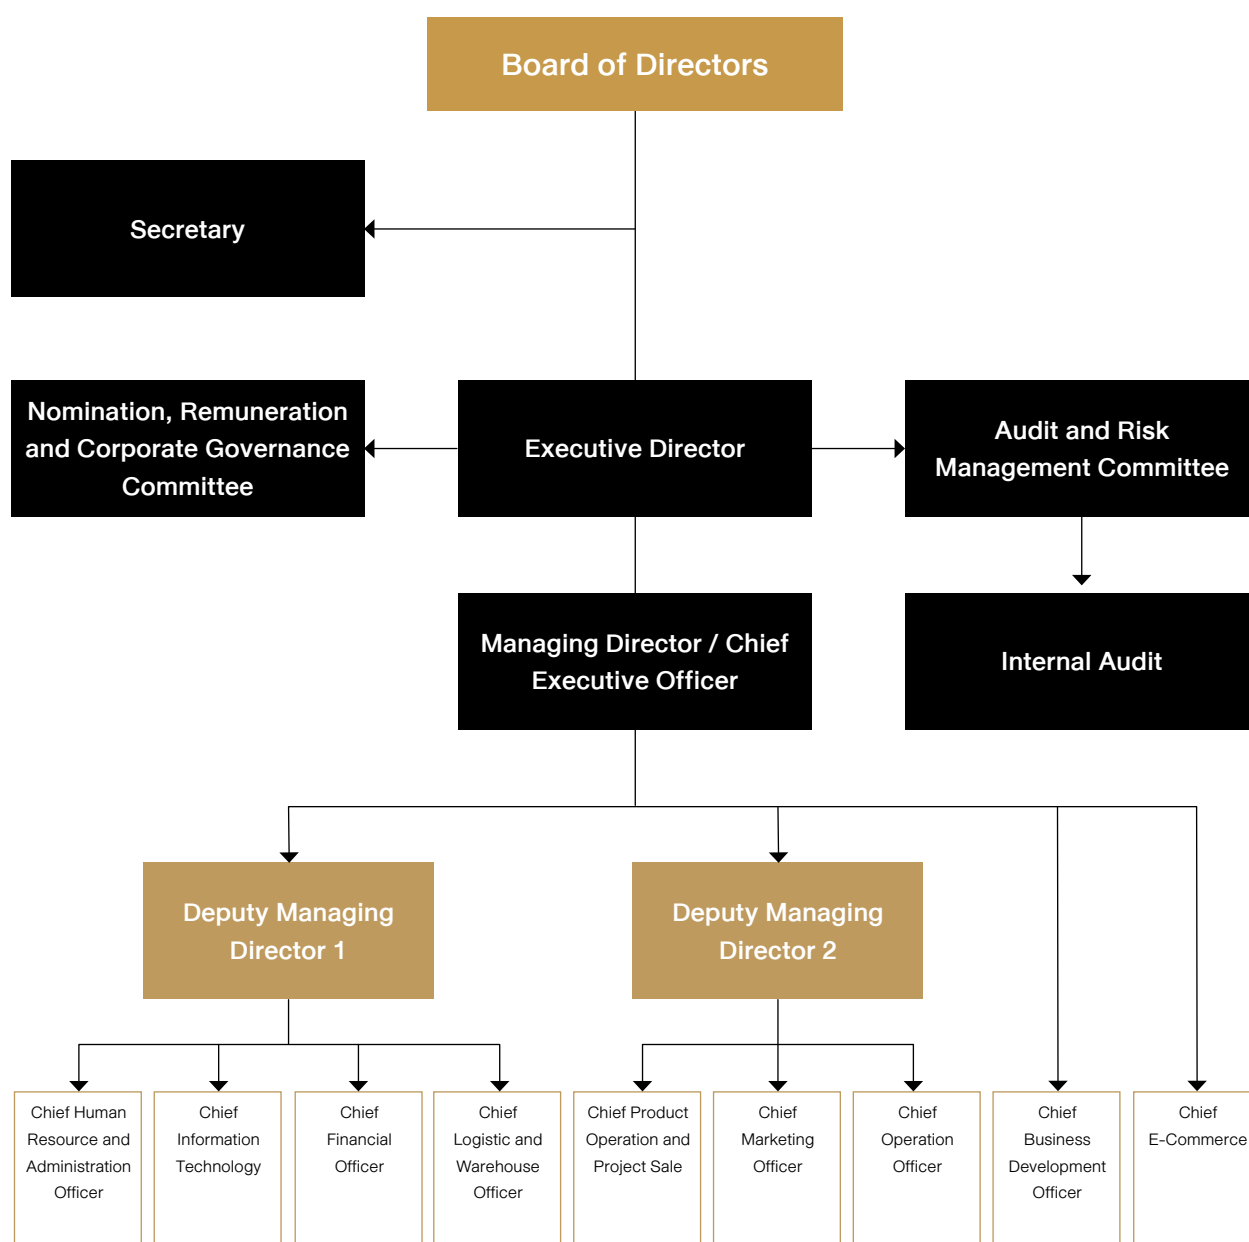 Board of Directors
Secretary
Nomination, Remuneration
and Corporate Governance
Committee
Executive Director
Audit and Risk
Management Committee
Managing Director / Chief
Executive Officer
Internal Audit
Deputy Managing
Director 1
Deputy Managing
Director 2
Chief Human
Resource and
Administration
Officer
Chief
Information
Technology
Chief
Financial
Officer
Chief
Logistic and
Warehouse
Officer
Chief Product
Operation and
Project Sale
Chief
Marketing
Officer
Chief
Operation
Officer
Chief
Business
Development
Officer
Chief
E-Commerce